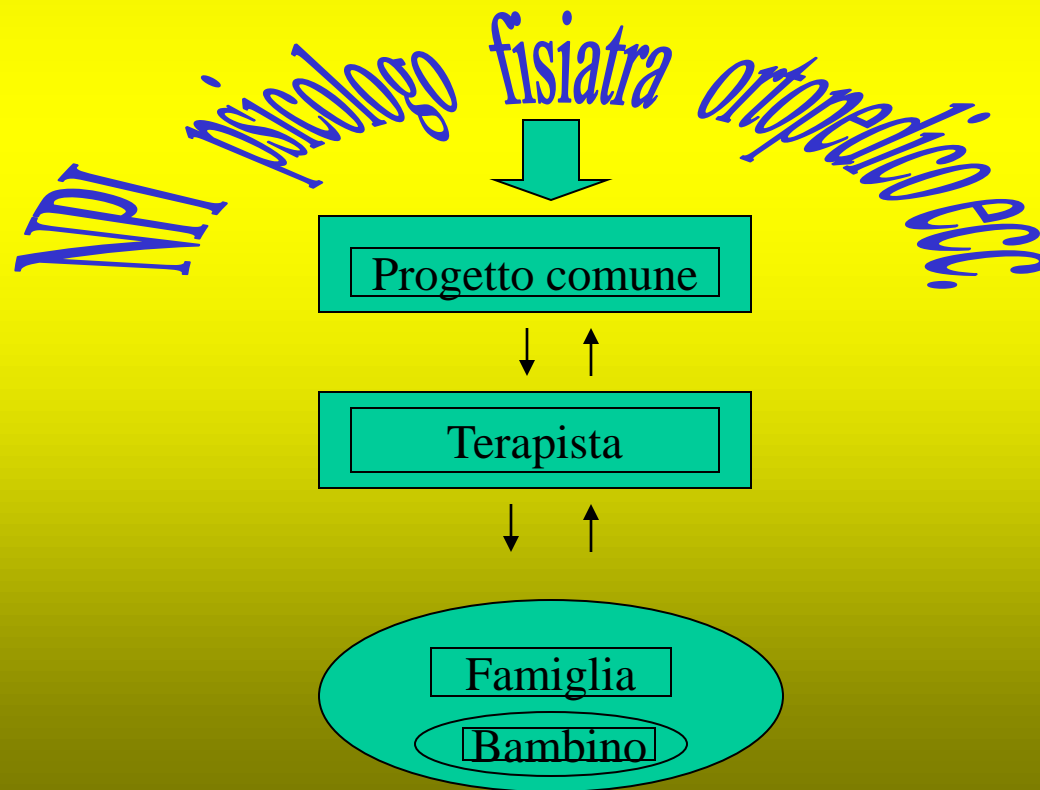 NPI psicologo fisiatra ortopedico ecc.
Progetto comune
Terapista
Famiglia
Bambino